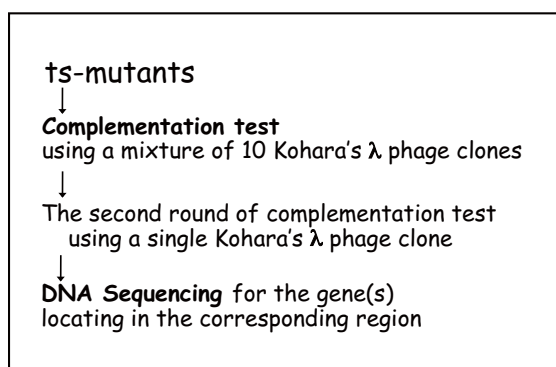 ts-mutants
Complementation test
using a mixture of 10 Kohara's λ phage clones
The second round of complementation test
using a single Kohara's λ phage clone
DNA Sequencing for the gene(s)
locating in the corresponding region